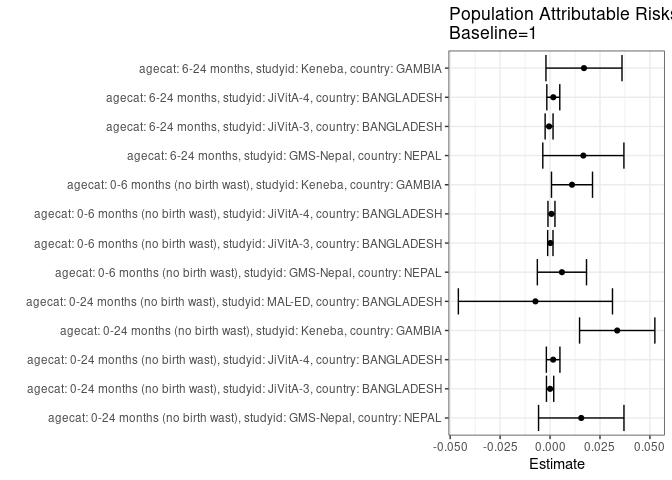 Population Attributable Risks
Baseline=1
agecat: 6-24 months, studyid: Keneba, country: GAMBIA
agecat: 6-24 months, studyid: JiVitA-4, country: BANGLADESH
agecat: 6-24 months, studyid: JiVitA-3, country: BANGLADESH
agecat: 6-24 months, studyid: GMS-Nepal, country: NEPAL
agecat: 0-6 months (no birth wast), studyid: Keneba, country: GAMBIA
agecat: 0-6 months (no birth wast), studyid: JiVitA-4, country: BANGLADESH
agecat: 0-6 months (no birth wast), studyid: JiVitA-3, country: BANGLADESH
agecat: 0-6 months (no birth wast), studyid: GMS-Nepal, country: NEPAL
agecat: 0-24 months (no birth wast), studyid: MAL-ED, country: BANGLADESH
agecat: 0-24 months (no birth wast), studyid: Keneba, country: GAMBIA
agecat: 0-24 months (no birth wast), studyid: JiVitA-4, country: BANGLADESH
agecat: 0-24 months (no birth wast), studyid: JiVitA-3, country: BANGLADESH
agecat: 0-24 months (no birth wast), studyid: GMS-Nepal, country: NEPAL
-0.050 -0.025 0.000 0.025 0.050
Estimate